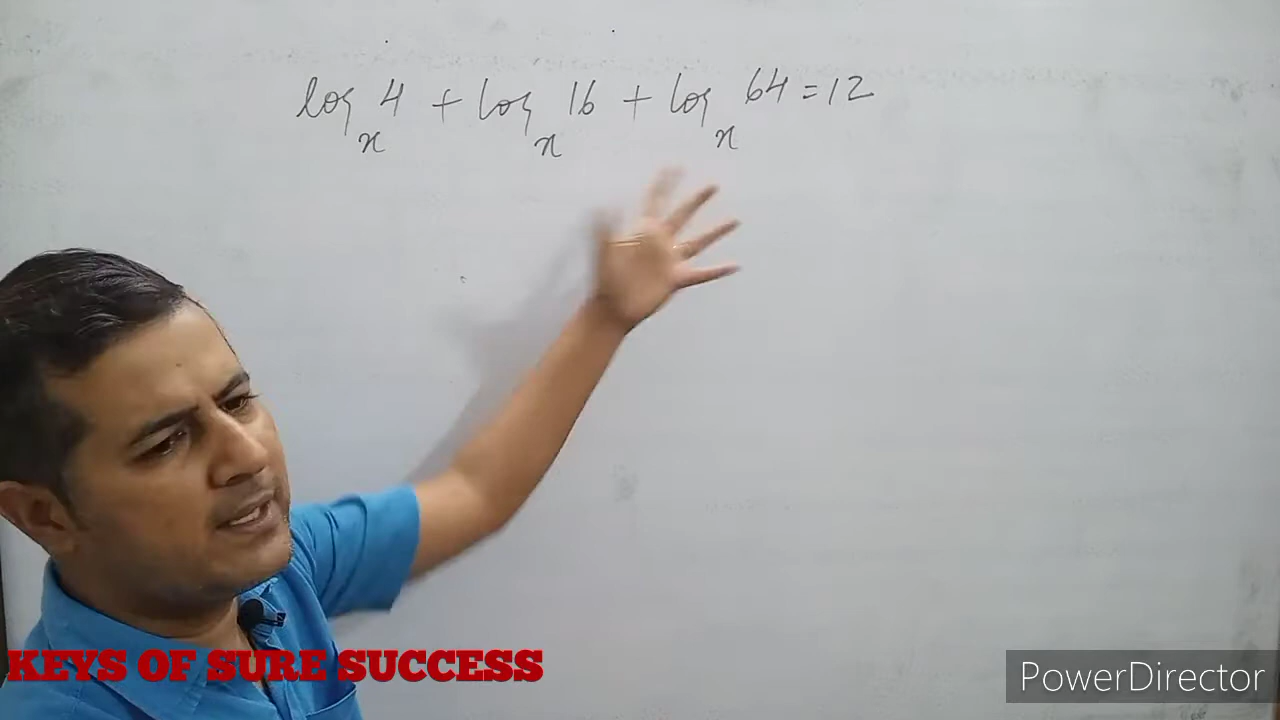 log_x 4 + log_x 16 + log_x 64 = 12
KEYS OF SURE SUCCESS
PowerDirector